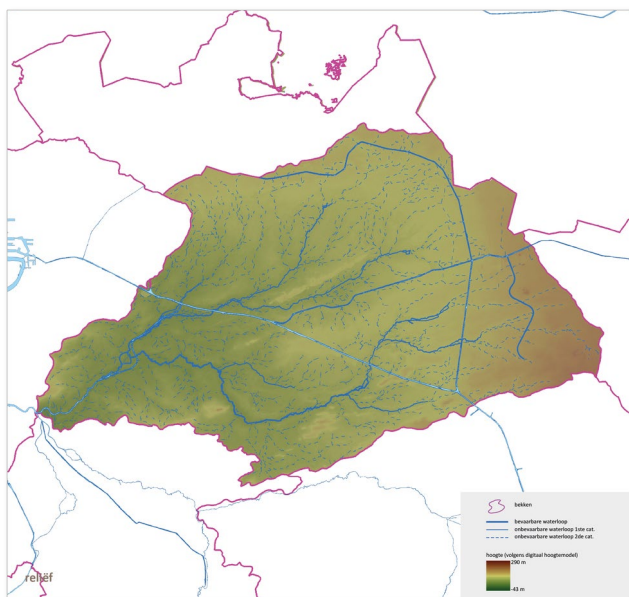 bekken
bevaarbare waterloop
onbevaarbare waterloop 1ste cat.
onbevaarbare waterloop 2de cat.
hoogte (volgens digitaal hoogtemodel)
290 m
-43 m
reliëf